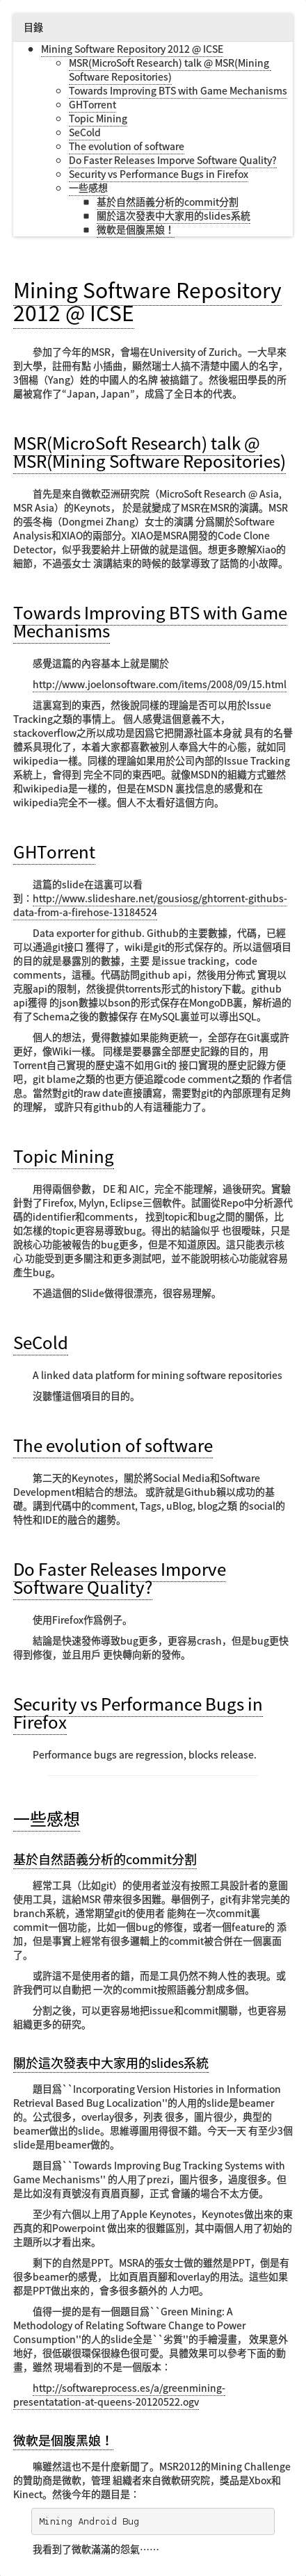 目錄
Mining Software Repository 2012 @ ICSE
MSR(MicroSoft Research) talk @ MSR(Mining
Software Repositories)
Towards Improving BTS with Game Mechanisms
GHTorrent
Topic Mining
SeCold
The evolution of software
Do Faster Releases Imporve Software Quality?
Security vs Performance Bugs in Firefox
一些感想
基於自然語義分析的commit分割
關於這次發表中大家用的slides系統
微軟是個腹黑娘！
Mining Software Repository
2012 @ ICSE
參加了今年的MSR，會場在University of Zurich。一大早來
到大學，註冊有點 小插曲，顯然瑞士人搞不清楚中國人的名字，
3個楊（Yang）姓的中國人的名牌 被搞錯了。然後堀田學長的所
屬被寫作了“Japan, Japan”，成爲了全日本的代表。
MSR(MicroSoft Research) talk @
MSR(Mining Software Repositories)
首先是來自微軟亞洲研究院（MicroSoft Research @ Asia,
MSR Asia）的Keynots， 於是就變成了MSR在MSR的演講。MSR
的張冬梅（Dongmei Zhang）女士的演講 分爲關於Software
Analysis和XIAO的兩部分。XIAO是MSRA開發的Code Clone
Detector，似乎我要給井上研做的就是這個。想更多瞭解Xiao的
細節，不過張女士 演講結束的時候的鼓掌導致了話筒的小故障。
Towards Improving BTS with Game
Mechanisms
感覺這篇的內容基本上就是關於
http://www.joelonsoftware.com/items/2008/09/15.html
這裏寫到的東西，然後說同樣的理論是否可以用於Issue
Tracking之類的事情上。 個人感覺這個意義不大，
stackoverflow之所以成功是因爲它把開源社區本身就 具有的名譽
體系具現化了，本着大家都喜歡被別人奉爲大牛的心態，就如同
wikipedia一樣。同樣的理論如果用於公司內部的Issue Tracking
系統上，會得到 完全不同的東西吧。就像MSDN的組織方式雖然
和wikipedia是一樣的，但是在MSDN 裏找信息的感覺和在
wikipedia完全不一樣。個人不太看好這個方向。
GHTorrent
這篇的slide在這裏可以看
到：http://www.slideshare.net/gousiosg/ghtorrent-githubs-
data-from-a-firehose-13184524
Data exporter for github. Github的主要數據，代碼，已經
可以通過git接口 獲得了，wiki是git的形式保存的。所以這個項目
的目的就是暴露別的數據，主要 是issue tracking，code
comments，這種。代碼訪問github api，然後用分佈式 實現以
克服api的限制，然後提供torrents形式的history下載。github
api獲得 的json數據以bson的形式保存在MongoDB裏，解析過的
有了Schema之後的數據保存 在MySQL裏並可以導出SQL。
個人的想法，覺得數據如果能夠更統一，全部存在Git裏或許
更好，像Wiki一樣。 同樣是要暴露全部歷史記錄的目的，用
Torrent自己實現的歷史遠不如用Git的 接口實現的歷史記錄方便
吧，git blame之類的也更方便追蹤code comment之類的 作者信
息。當然對git的raw date直接讀寫，需要對git的內部原理有足夠
的理解， 或許只有github的人有這種能力了。
Topic Mining
用得兩個參數， DE 和 AIC，完全不能理解，過後研究。實驗
針對了Firefox, Mylyn, Eclipse三個軟件。試圖從Repo中分析源代
碼的identifier和comments， 找到topic和bug之間的關係，比
如怎樣的topic更容易導致bug。得出的結論似乎 也很曖昧，只是
說核心功能被報告的bug更多，但是不知道原因。這只能表示核
心 功能受到更多關注和更多測試吧，並不能說明核心功能就容易
產生bug。
不過這個的Slide做得很漂亮，很容易理解。
SeCold
A linked data platform for mining software repositories
沒聽懂這個項目的目的。
The evolution of software
第二天的Keynotes，關於將Social Media和Software
Development相結合的想法。 或許就是Github賴以成功的基
礎。講到代碼中的comment, Tags, uBlog, blog之類 的social的
特性和IDE的融合的趨勢。
Do Faster Releases Imporve
Software Quality?
使用Firefox作爲例子。
結論是快速發佈導致bug更多，更容易crash，但是bug更快
得到修復，並且用戶 更快轉向新的發佈。
Security vs Performance Bugs in
Firefox
Performance bugs are regression, blocks release.
一些感想
基於自然語義分析的commit分割
經常工具（比如git）的使用者並沒有按照工具設計者的意圖
使用工具，這給MSR 帶來很多困難。舉個例子，git有非常完美的
branch系統，通常期望git的使用者 能夠在一次commit裏
commit一個功能，比如一個bug的修復，或者一個feature的 添
加，但是事實上經常有很多邏輯上的commit被合併在一個裏面
了。
或許這不是使用者的錯，而是工具仍然不夠人性的表現。或
許我們可以自動把 一次的commit按照語義分割成多個。
分割之後，可以更容易地把issue和commit關聯，也更容易
組織更多的研究。
關於這次發表中大家用的slides系統
題目爲``Incorporating Version Histories in Information
Retrieval Based Bug Localization''的人用的slide是beamer
的。公式很多，overlay很多，列表 很多，圖片很少，典型的
beamer做出的slide。思維導圖用得很不錯。今天一天 有至少3個
slide是用beamer做的。
題目爲``Towards Improving Bug Tracking Systems with
Game Mechanisms'' 的人用了prezi，圖片很多，過度很多。但
是比如沒有頁號沒有頁眉頁腳，正式 會議的場合不太方便。
至少有六個以上用了Apple Keynotes，Keynotes做出來的東
西真的和Powerpoint 做出來的很難區別，其中兩個人用了初始的
主題所以才看出來。
剩下的自然是PPT。MSRA的張女士做的雖然是PPT，倒是有
很多beamer的感覺， 比如頁眉頁腳和overlay的用法。這些如果
都是PPT做出來的，會多很多額外的 人力吧。
值得一提的是有一個題目爲``Green Mining: A
Methodology of Relating Software Change to Power
Consumption''的人的slide全是``劣質''的手繪漫畫， 效果意外
地好，很低碳很環保很綠色很可愛。具體效果可以參考下面的動
畫，雖然 現場看到的不是一個版本：
http://softwareprocess.es/a/greenmining-
presentatation-at-queens-20120522.ogv
微軟是個腹黑娘！
嘛雖然這也不是什麼新聞了。MSR2012的Mining Challenge
的贊助商是微軟，管理 組織者來自微軟研究院，獎品是Xbox和
Kinect。然後今年的題目是：
Mining Android Bug
我看到了微軟滿滿的怨氣……